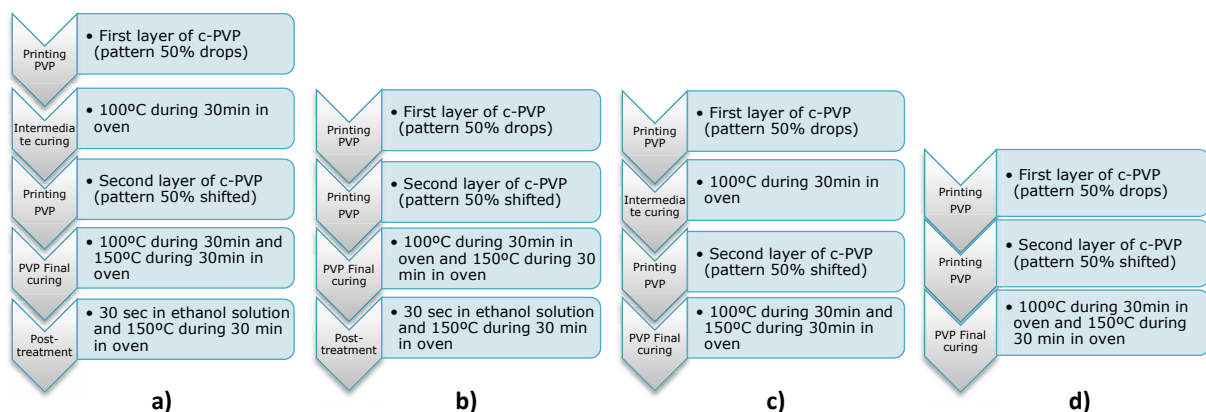 Printing
PVP
• First layer of c-PVP
(pattern 50% drops)
Intermedia
te curing
• 100ºC during 30min in
oven
Printing
PVP
• Second layer of c-PVP
(pattern 50% shifted)
PVP Final
curing
• 100ºC during 30min and
150ºC during 30min in
oven
Post-
treatment
• 30 sec in ethanol solution
and 150ºC during 30 min
in oven
a)
Printing
PVP
• First layer of c-PVP
(pattern 50% drops)
Printing
PVP
• Second layer of c-PVP
(pattern 50% shifted)
PVP Final
curing
• 100ºC during 30min in
oven and 150ºC during 30
min in oven
Post-
treatment
• 30 sec in ethanol solution
and 150ºC during 30 min
in oven
b)
Printing
PVP
• First layer of c-PVP
(pattern 50% drops)
Intermedia
te curing
• 100ºC during 30min in
oven
Printing
PVP
• Second layer of c-PVP
(pattern 50% shifted)
PVP Final
curing
• 100ºC during 30min and
150ºC during 30min in
oven
c)
Printing
PVP
• First layer of c-PVP
(pattern 50% drops)
Printing
PVP
• Second layer of c-PVP
(pattern 50% shifted)
PVP Final
curing
• 100ºC during 30min in
oven and 150ºC during
30 min in oven
d)